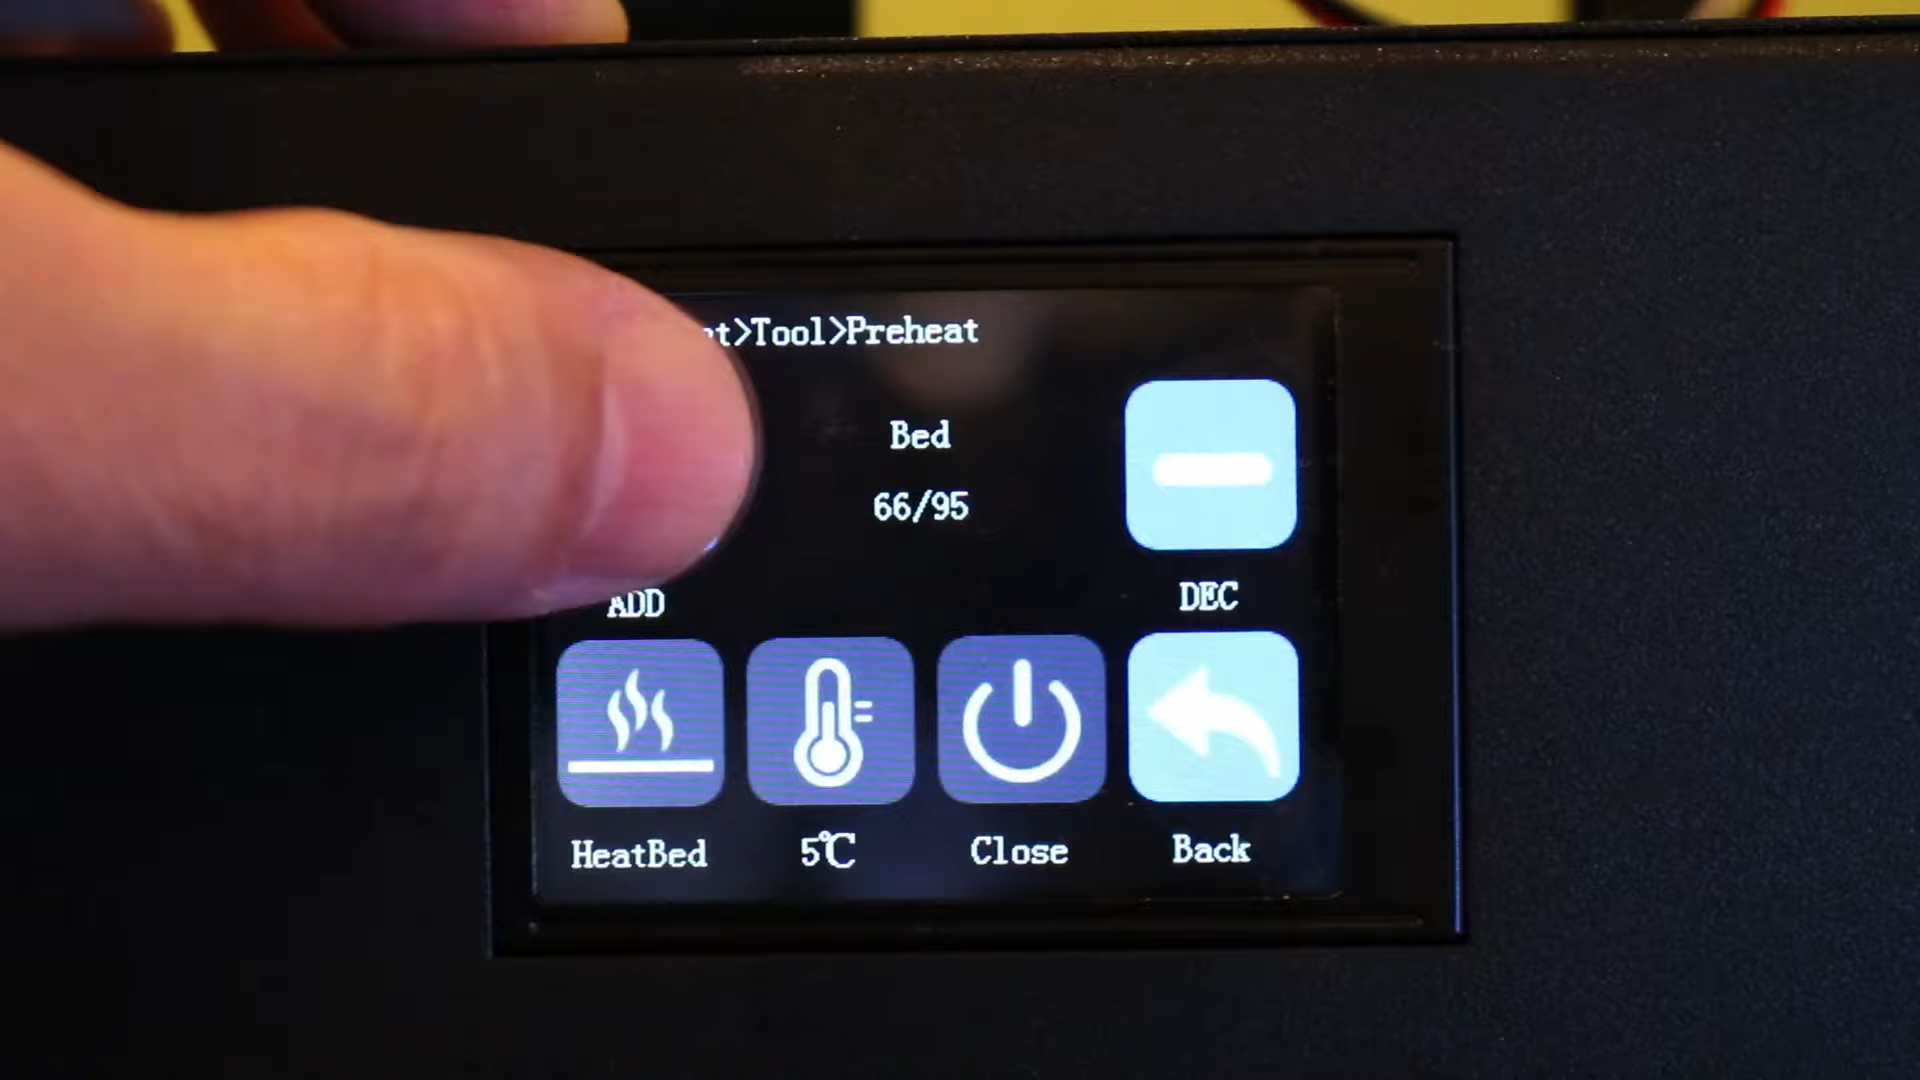 >Tool>Preheat
Bed
66/95
ADD
DEC
HeatBed
5℃
Close
Back